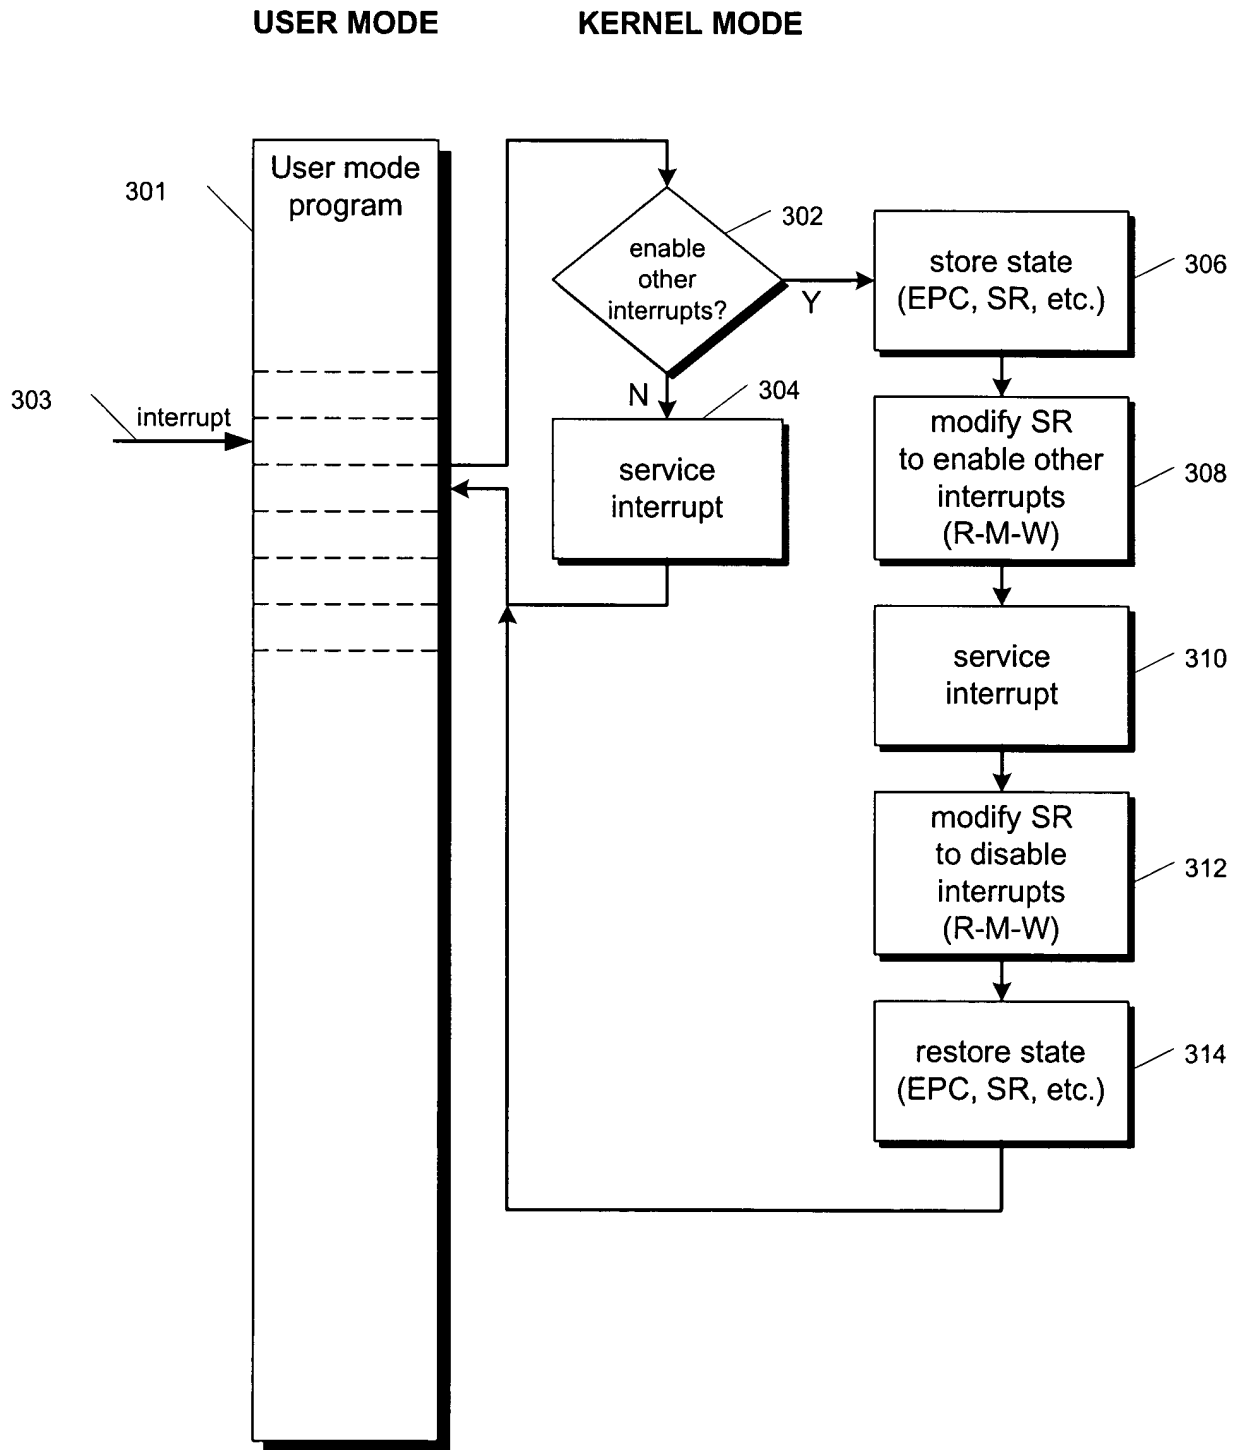 USER MODE
KERNEL MODE
User mode
program
301
303
interrupt
enable
other
interrupts?
302
Y
N
304
service
interrupt
store state
(EPC, SR, etc.)
306
modify SR
to enable other
interrupts
(R-M-W)
308
service
interrupt
310
modify SR
to disable
interrupts
(R-M-W)
312
restore state
(EPC, SR, etc.)
314